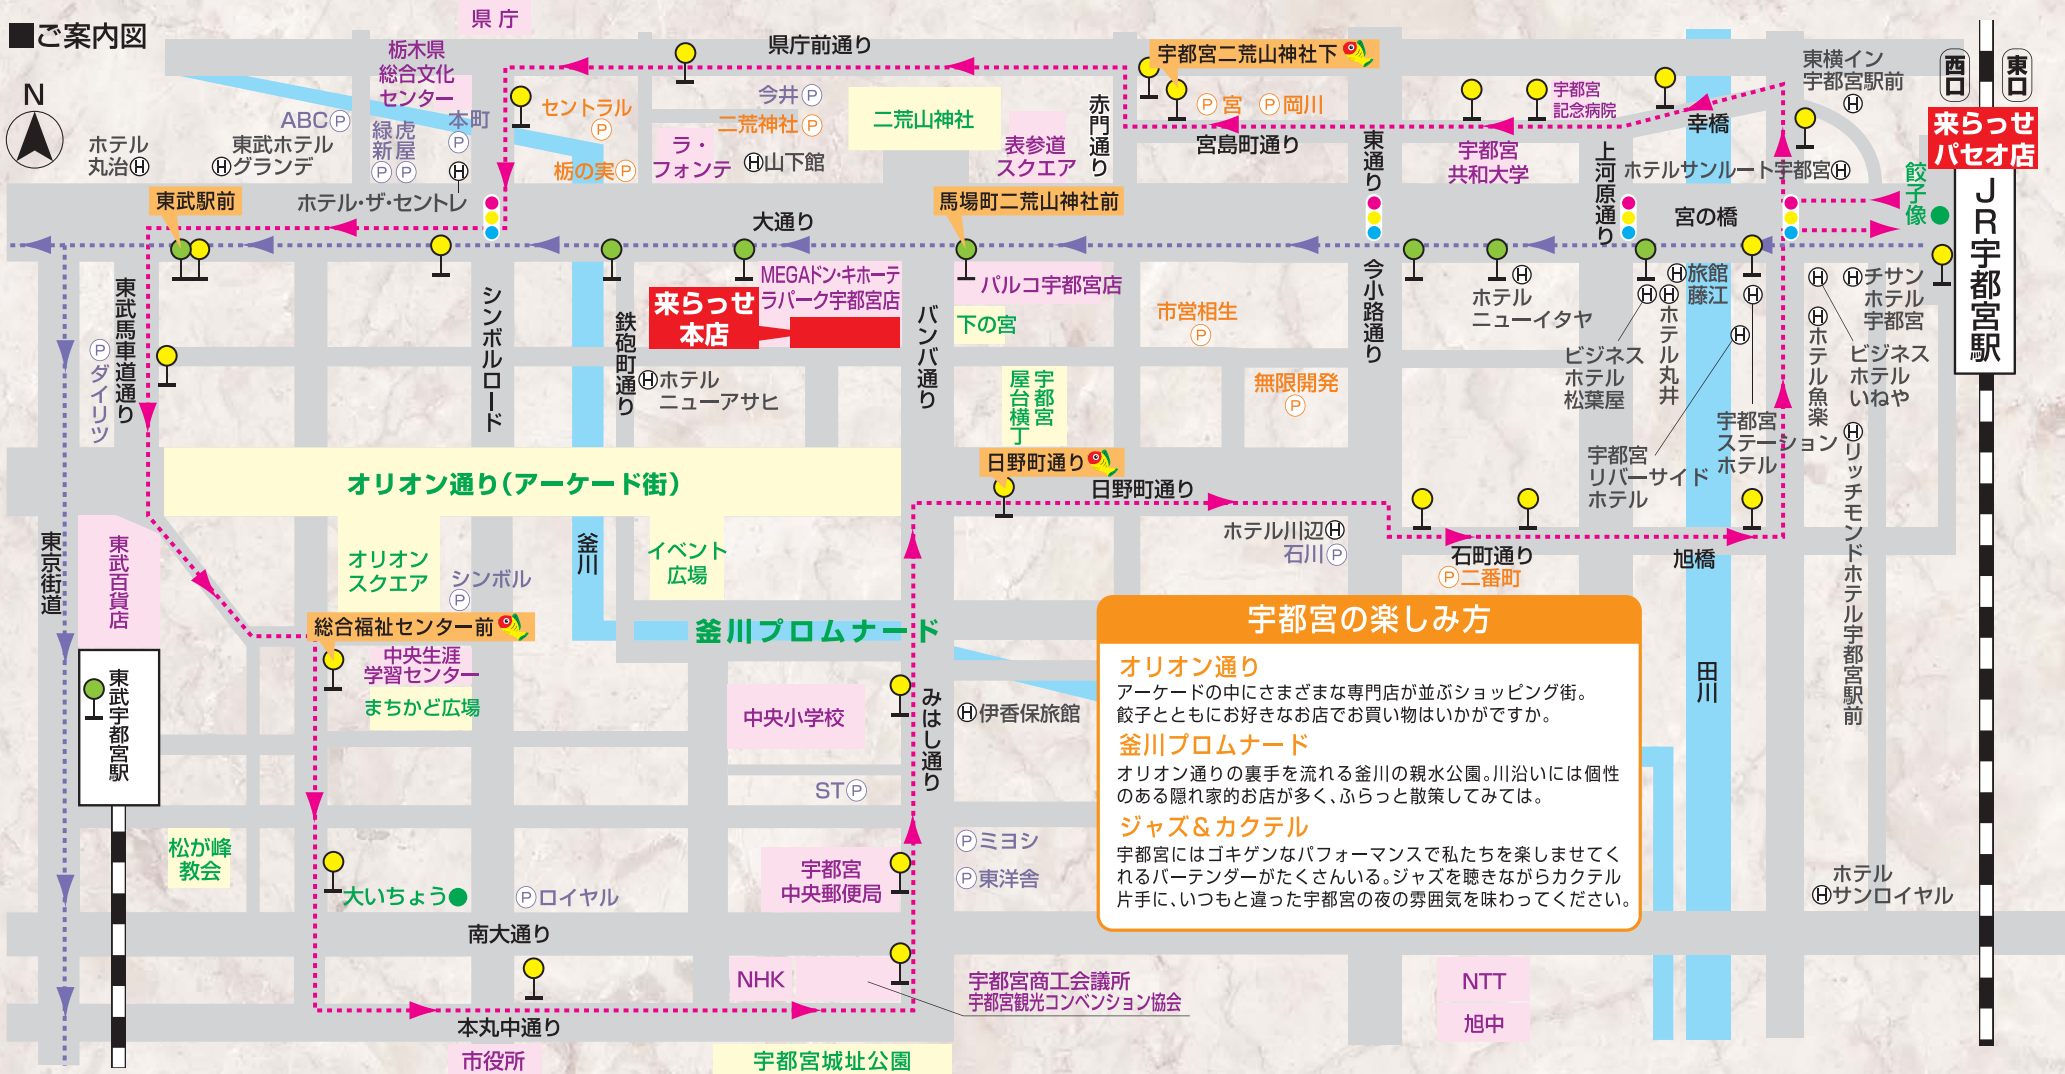 ■ご案内図
N
県庁
栃木県
総合文化
センター
県庁前通り
宇都宮二荒山神社下
東横イン
宇都宮駅前
Ⓗ
西口
東口
来らっせ
パセオ店
ABCⓅ
緑新Ⓟ
虎屋Ⓟ
本町
Ⓟ
Ⓗ
セントラル
Ⓟ
栃の実Ⓟ
今井Ⓟ
二荒神社Ⓟ
ラ・
フォンテ
Ⓗ山下館
二荒山神社
表参道
スクエア
赤門通り
Ⓟ宮
Ⓟ岡川
宮島町通り
東通り
宇都宮
記念病院
宇都宮
共和大学
上河原通り
幸橋
ホテルサンルート宇都宮Ⓗ
餃子像
JR宇都宮駅
ホテル
丸治Ⓗ
東武ホテル
Ⓗグランデ
東武駅前
ホテル・ザ・セントレ
大通り
馬場町二荒山神社前
宮の橋
東武馬車道通り
Ⓟダイリツ
シンボルロード
鉄砲町通り
MEGAドン・キホーテ
ラパーク宇都宮店
来らっせ
本店
Ⓗホテル
ニューアサヒ
バンバ通り
パルコ宇都宮店
下の宮
宇都宮
屋台横丁
市営相生
Ⓟ
無限開発
Ⓟ
今小路通り
Ⓗ
ホテル
ニューイタヤ
Ⓗ旅館
藤江
Ⓗ
ビジネス
ホテル
松葉屋
Ⓗホテル丸井
Ⓗ
宇都宮
リバーサイド
ホテル
Ⓗ
宇都宮
ステーション
ホテル
Ⓗ
ビジネス
ホテル
いねや
Ⓗチサン
ホテル
宇都宮
Ⓗホテル魚楽
Ⓗリッチモンドホテル宇都宮駅前
オリオン通り(アーケード街)
日野町通り
日野町通り
東京街道
東武百貨店
オリオン
スクエア
シンボル
Ⓟ
釜川
イベント
広場
ホテル川辺Ⓗ
石川Ⓟ
石町通り
Ⓟ二番町
旭橋
総合福祉センター前
釜川プロムナード
中央生涯
学習センター
まちかど広場
東武宇都宮駅
中央小学校
みはし通り
Ⓗ伊香保旅館
STⓅ
田川
宇都宮の楽しみ方
オリオン通り
アーケードの中にさまざまな専門店が並ぶショッピング街。
餃子とともにお好きなお店でお買い物はいかがですか。
釜川プロムナード
オリオン通りの裏手を流れる釜川の親水公園。川沿いには個性
のある隠れ家的お店が多く、ふらっと散策してみては。
ジャズ&カクテル
宇都宮にはゴキゲンなパフォーマンスで私たちを楽しませてく
れるバーテンダーがたくさんいる。ジャズを聴きながらカクテル
片手に、いつもと違った宇都宮の夜の雰囲気を味わってください。
松が峰
教会
大いちょう
Ⓟロイヤル
宇都宮
中央郵便局
Ⓟミヨシ
Ⓟ東洋舎
ホテル
Ⓗサンロイヤル
南大通り
NHK
宇都宮商工会議所
宇都宮観光コンベンション協会
NTT
旭中
本丸中通り
市役所
宇都宮城址公園